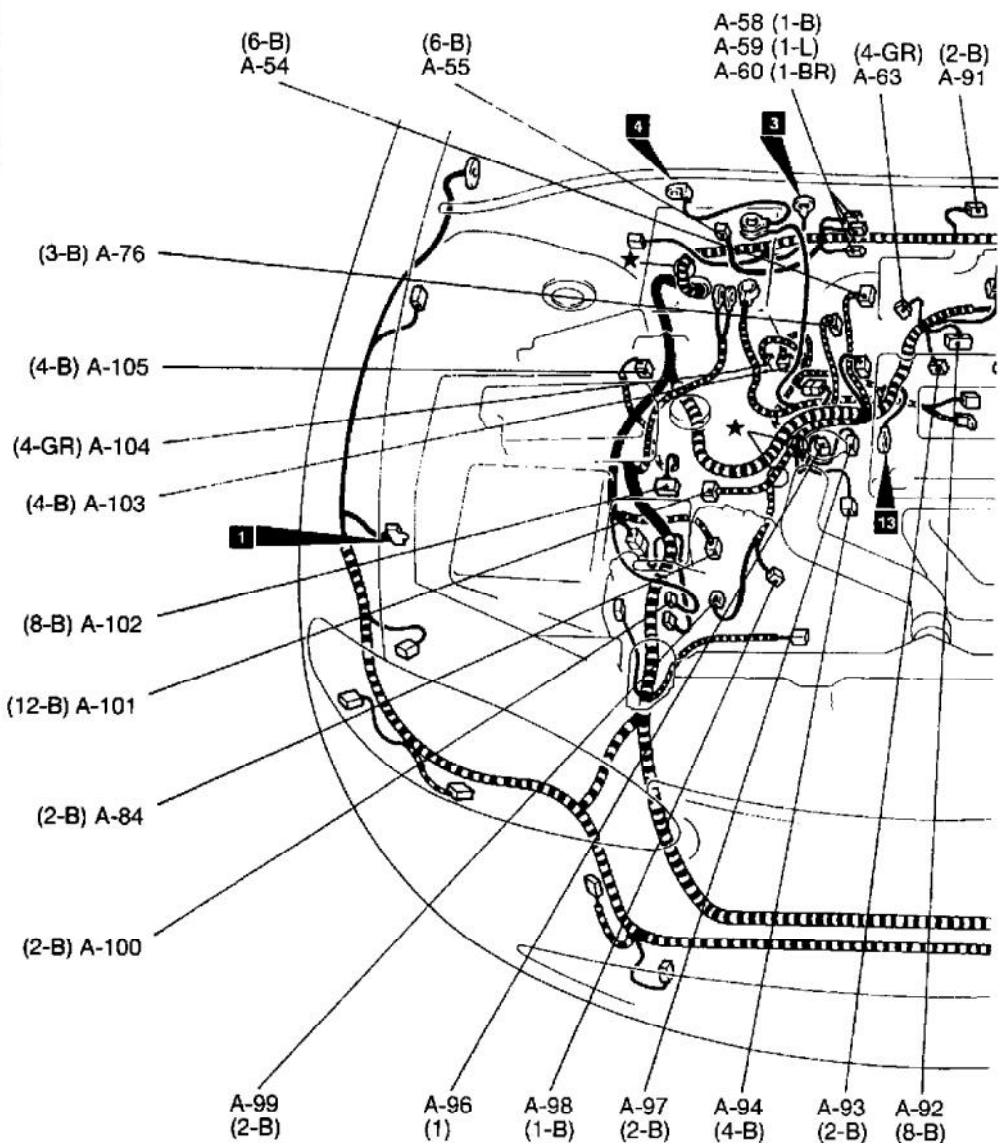 A-58 (1-B)
(6-B)
(6-B)
A-59 (1-L)
(4-GR)
(2-B)
A-54
A-55
A-60 (1-BR)
A-63
A-91
4
3
(3-B) A-76
★
(4-B) A-105
(4-GR) A-104
★
(4-B) A-103
13
1
(8-B) A-102
(12-B) A-101
(2-B) A-84
(2-B) A-100
A-99
A-96
A-98
A-97
A-94
A-93
A-92
(2-B)
(1)
(1-B)
(2-B)
(4-B)
(2-B)
(8-B)